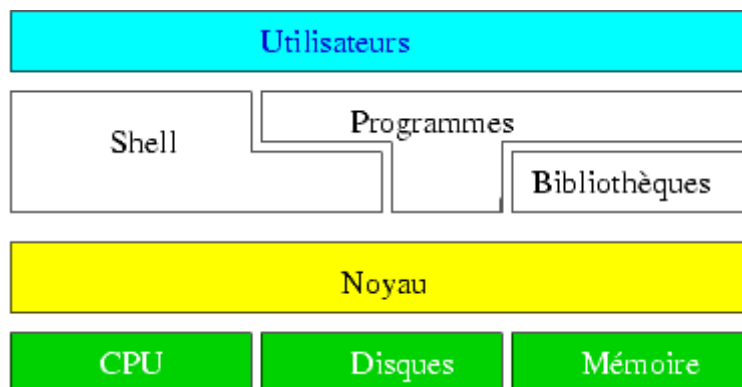 Utilisateurs
Programmes
Shell
Bibliothèques
Noyau
CPU Disques Mémoire